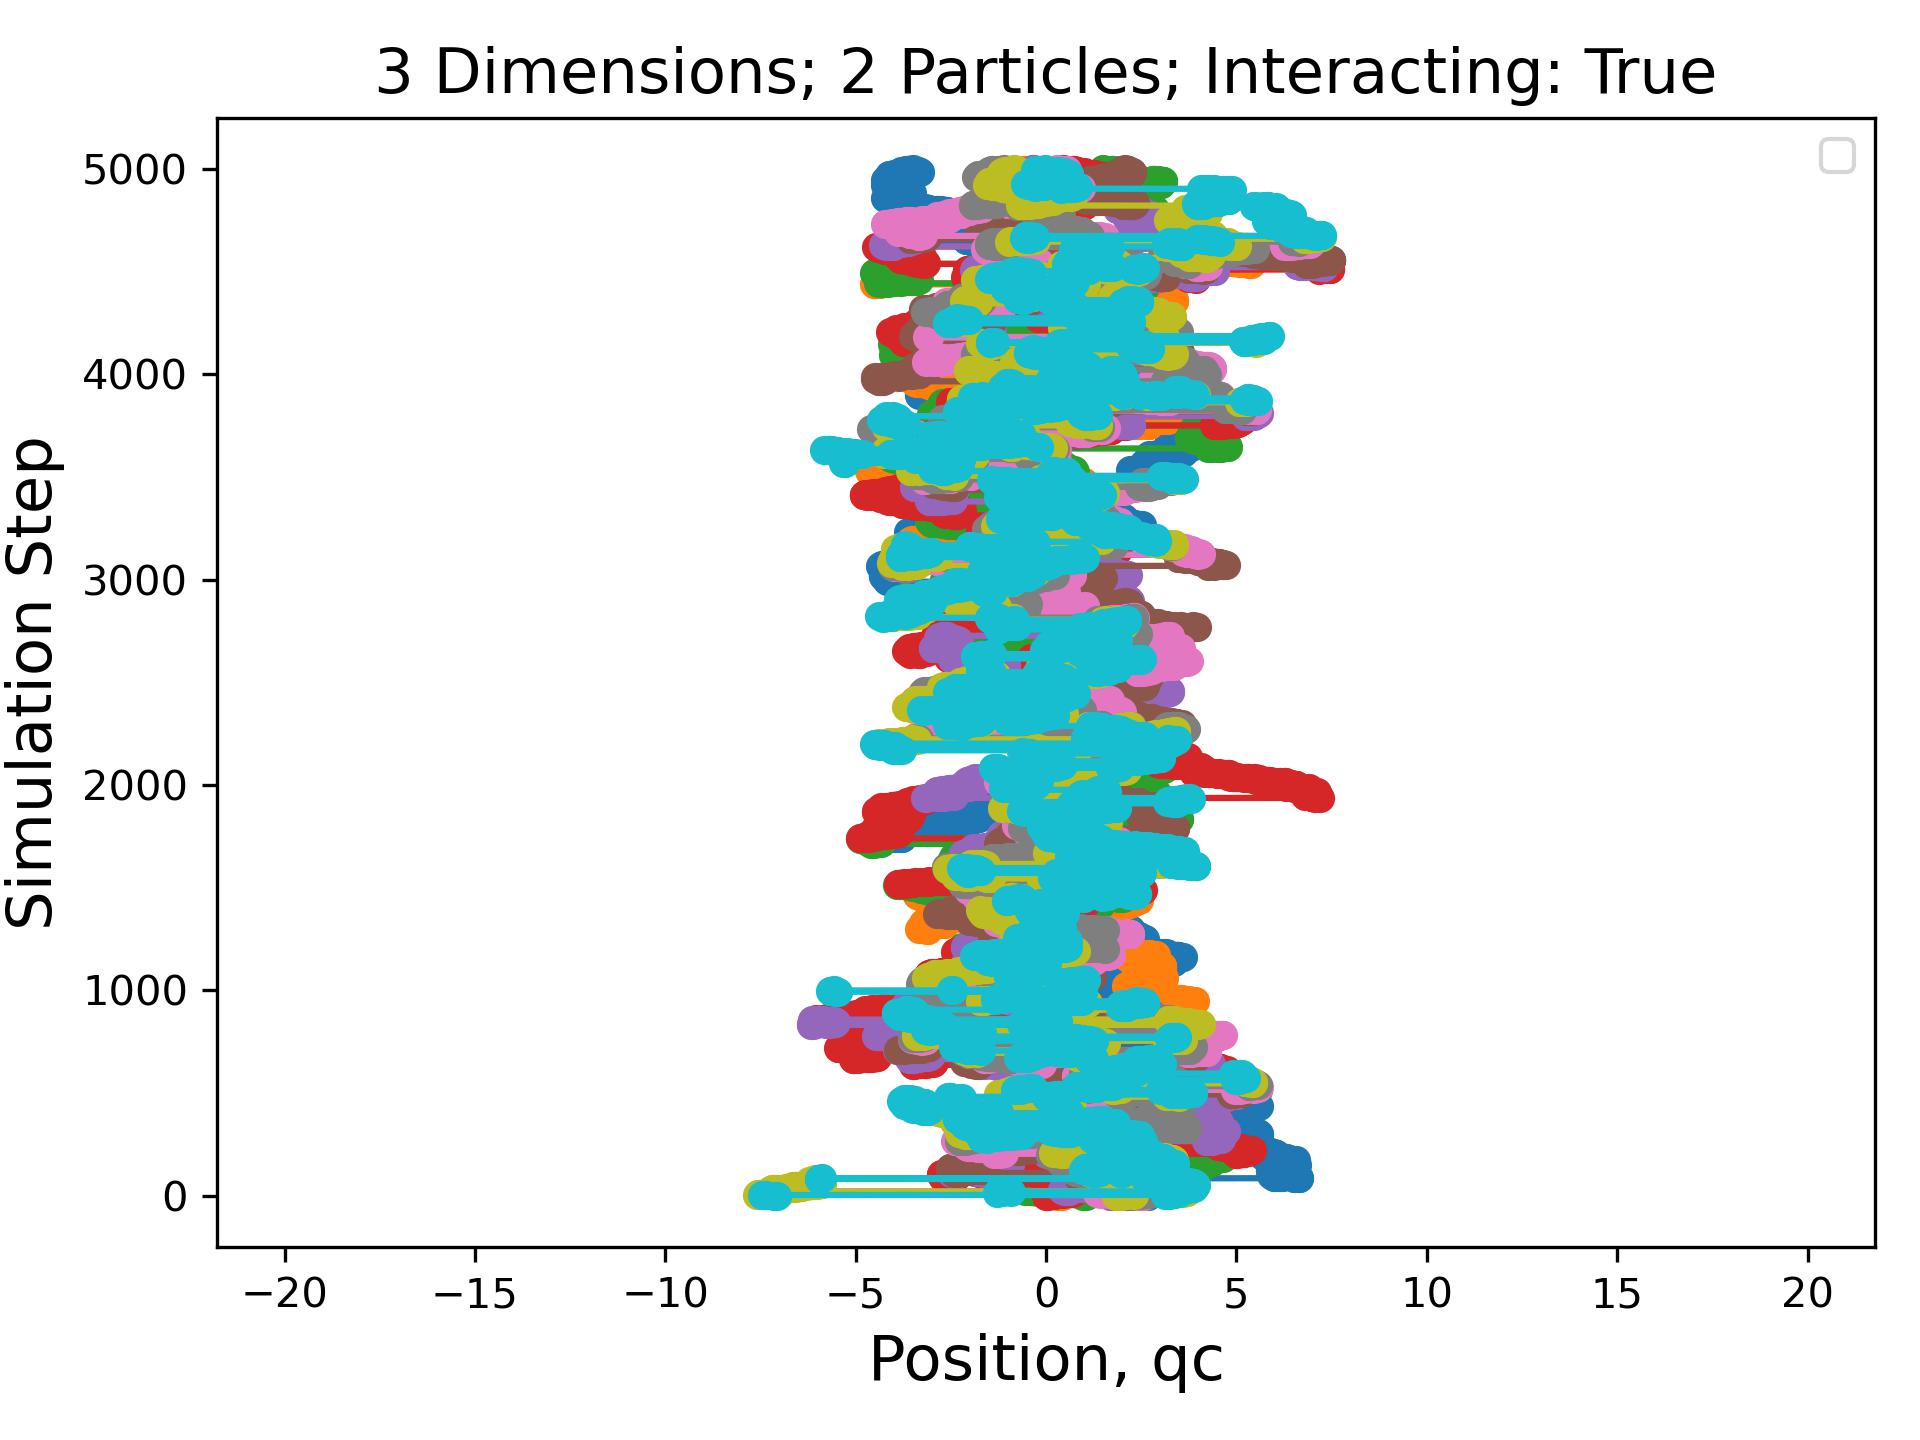 3 Dimensions; 2 Particles; Interacting: True
5000
4000
3000
2000
1000
0
Simulation Step
−20 −15 −10 −5 0 5 10 15 20
Position, qc